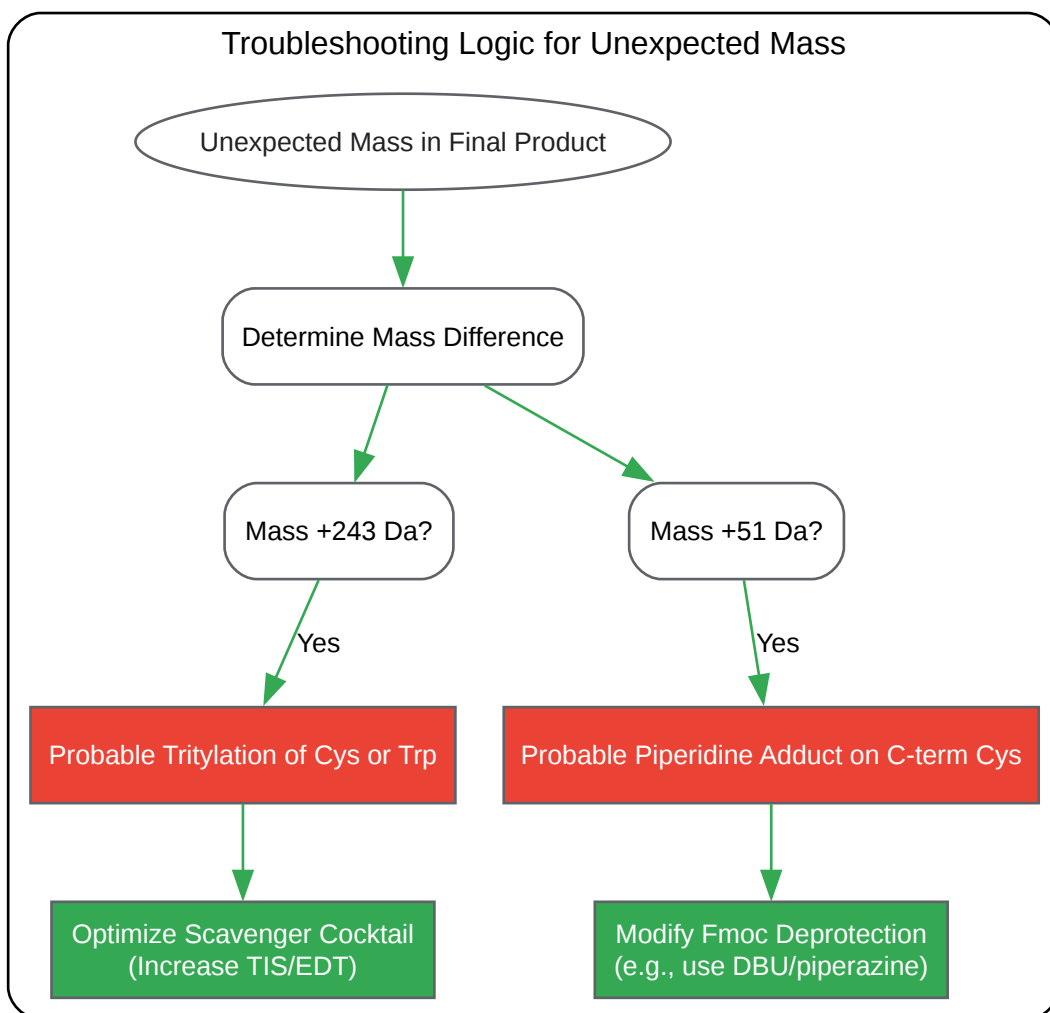 Troubleshooting Logic for Unexpected Mass
Unexpected Mass in Final Product
Determine Mass Difference
Mass +243 Da?
Mass +51 Da?
Yes
Yes
Probable Tritylation of Cys or Trp
Probable Piperidine Adduct on C-term Cys
Optimize Scavenger Cocktail
(Increase TIS/EDT)
Modify Fmoc Deprotection
(e.g., use DBU/piperazine)